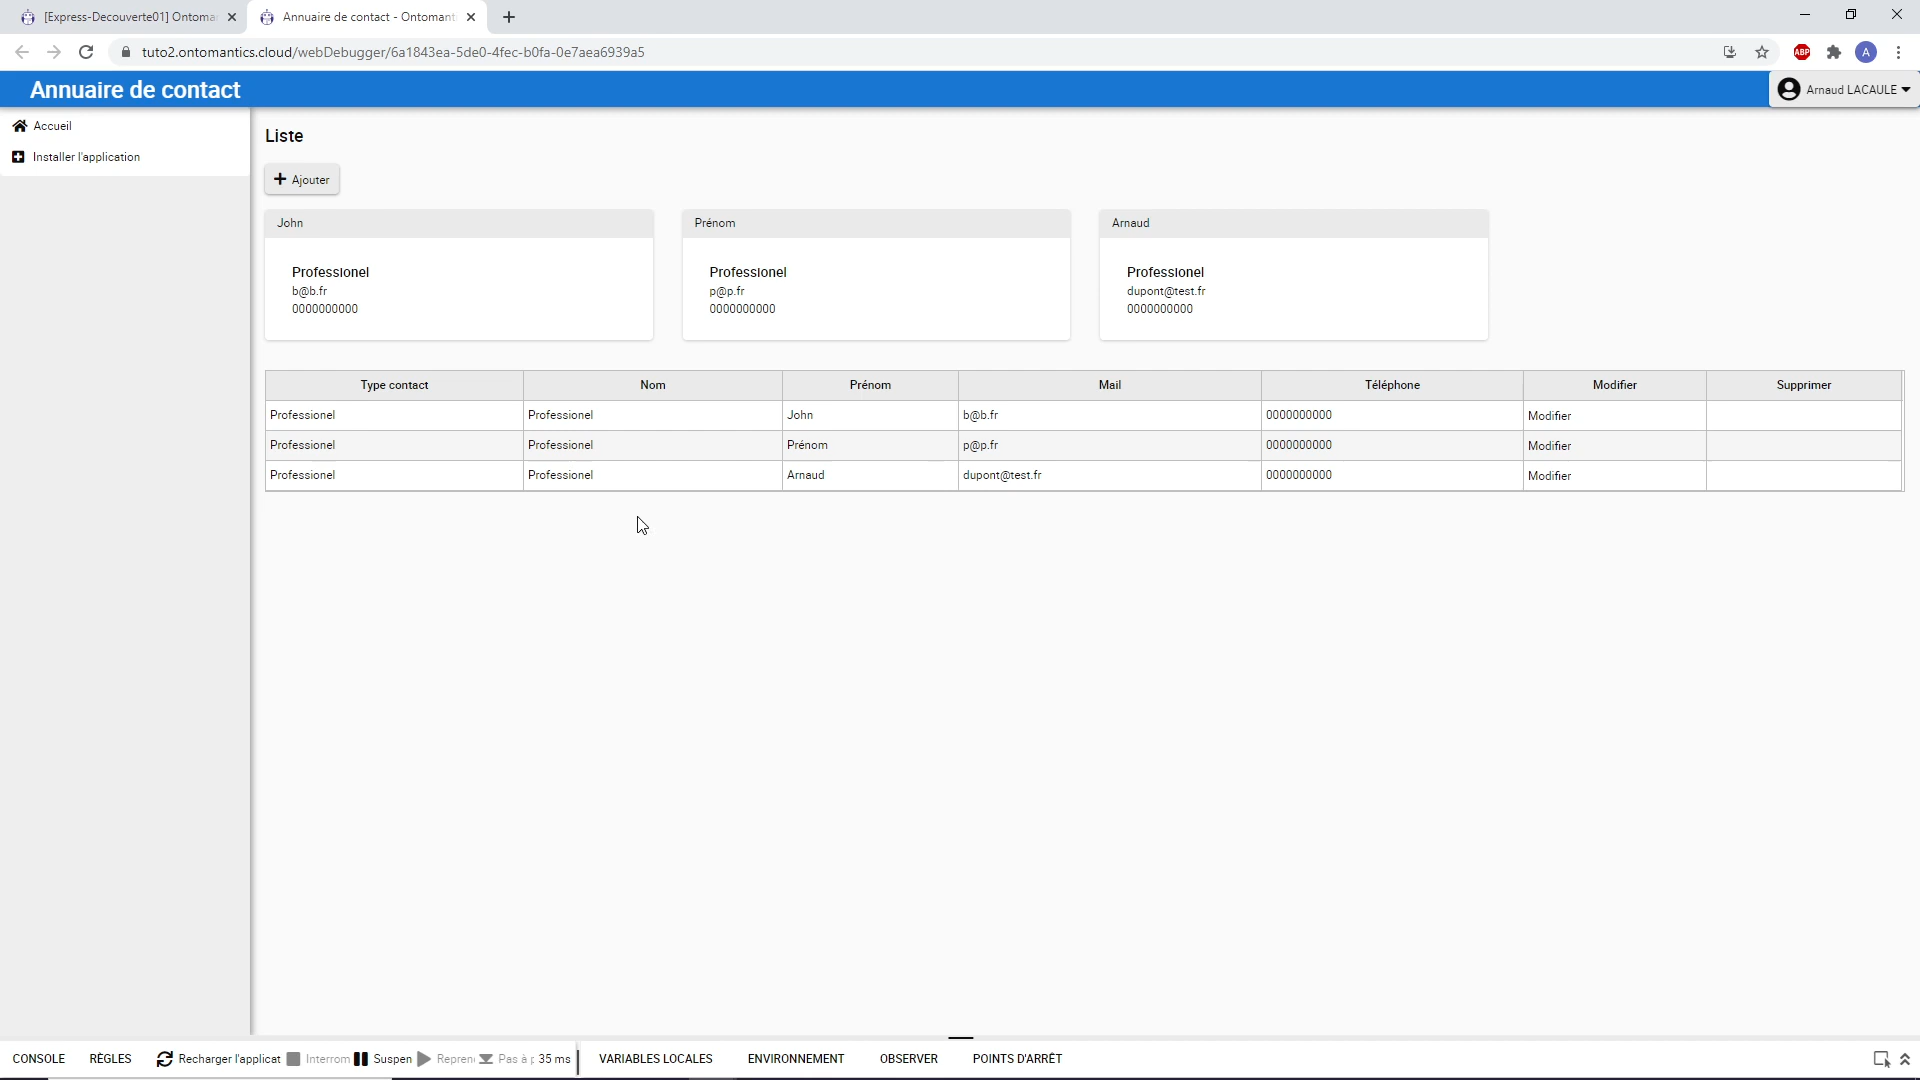 [Express-Decouverte01] Ontoma
Annuaire de contact - Ontomant
tuto2.ontomantics.cloud/webDebugger/6a1843ea-5de0-4fec-b0fa-0e7aea6939a5
ABP
A
Annuaire de contact
Arnaud LACAULE
Accueil
Installer l'application
Liste
Ajouter
John
Professionel
b@b.fr
0000000000
Prénom
Professionel
p@p.fr
0000000000
Arnaud
Professionel
dupont@test.fr
0000000000
Type contact Nom Prénom Mail Téléphone Modifier Supprimer
Professionel Professionel John b@b.fr 0000000000 Modifier
Professionel Professionel Prénom p@p.fr 0000000000 Modifier
Professionel Professionel Arnaud dupont@test.fr 0000000000 Modifier
CONSOLE RÈGLES Recharger l'applicat Interrom Suspen Repren Pas à p 35 ms VARIABLES LOCALES ENVIRONNEMENT OBSERVER POINTS D'ARRÊT